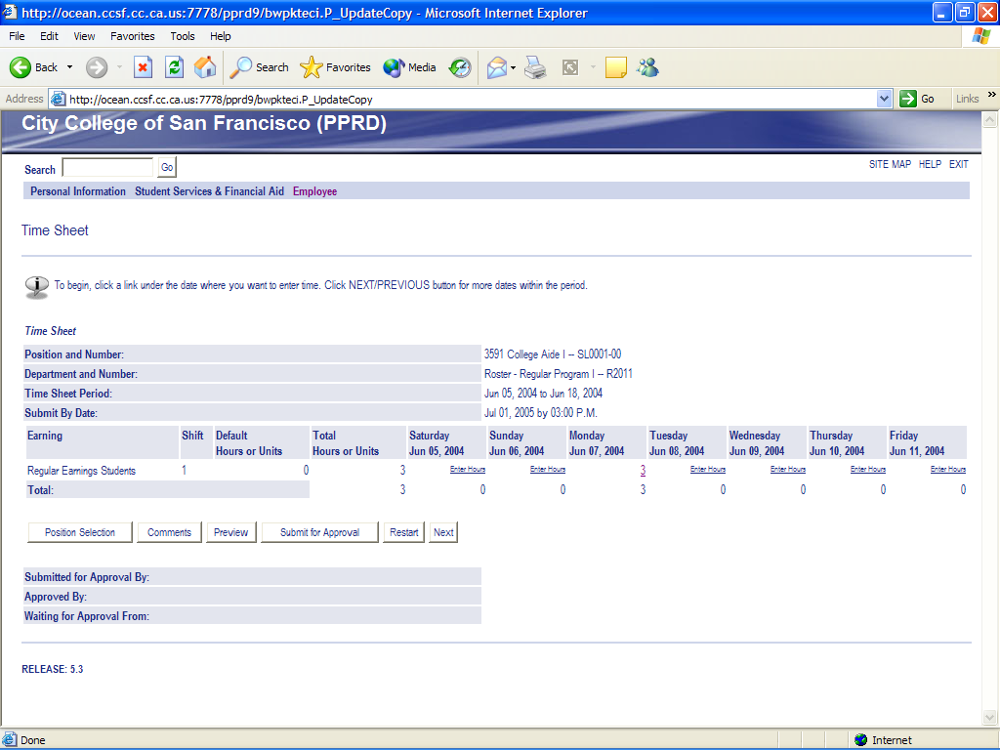 http://ocean.ccsf.cc.ca.us:7778/pprd9/bwpkteci.P_UpdateCopy - Microsoft Internet Explorer
File Edit View Favorites Tools Help
Back Search Favorites Media
Address http://ocean.ccsf.cc.ca.us:7778/pprd9/bwpkteci.P_UpdateCopy Go Links »
City College of San Francisco (PPRD)
Search Go SITE MAP HELP EXIT
Personal Information Student Services & Financial Aid Employee
Time Sheet
To begin, click a link under the date where you want to enter time. Click NEXT/PREVIOUS button for more dates within the period.
Time Sheet
Position and Number: 3591 College Aide I -- SL0001-00
Department and Number: Roster - Regular Program I -- R2011
Time Sheet Period: Jun 05, 2004 to Jun 18, 2004
Submit By Date: Jul 01, 2005 by 03:00 P.M.
Earning Shift Default Total Saturday Sunday Monday Tuesday Wednesday Thursday Friday
Hours or Units Hours or Units Jun 05, 2004 Jun 06, 2004 Jun 07, 2004 Jun 08, 2004 Jun 09, 2004 Jun 10, 2004 Jun 11, 2004
Regular Earnings Students 1 0 3 Enter Hours Enter Hours 3 Enter Hours Enter Hours Enter Hours Enter Hours
Total: 3 0 0 3 0 0 0 0
Position Selection Comments Preview Submit for Approval Restart Next
Submitted for Approval By:
Approved By:
Waiting for Approval From:
RELEASE: 5.3
Done Internet